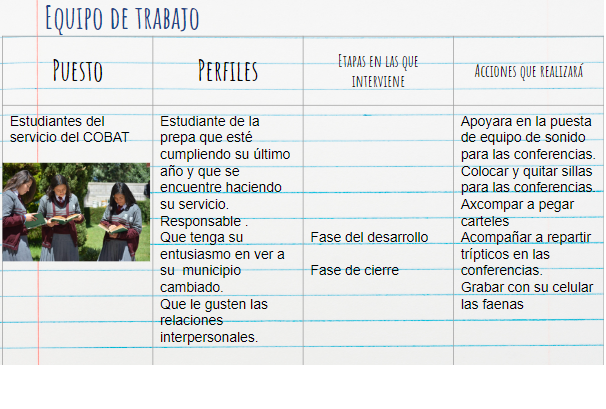 Equipo de trabajo
Puesto
Perfiles
Etapas en las que
interviene
Acciones que realizará
Estudiantes del
servicio del COBAT
Estudiante de la
prepa que esté
cumpliendo su último
año y que se
encuentre haciendo
su servicio.
Responsable .
Que tenga su
entusiasmo en ver a
su municipio
cambiado.
Que le gusten las
relaciones
interpersonales.
Fase del desarrollo
Fase de cierre
Apoyara en la puesta
de equipo de sonido
para las conferencias.
Colocar y quitar sillas
para las conferencias.
Axcompar a pegar
carteles
Acompañar a repartir
trípticos en las
conferencias.
Grabar con su celular
las faenas